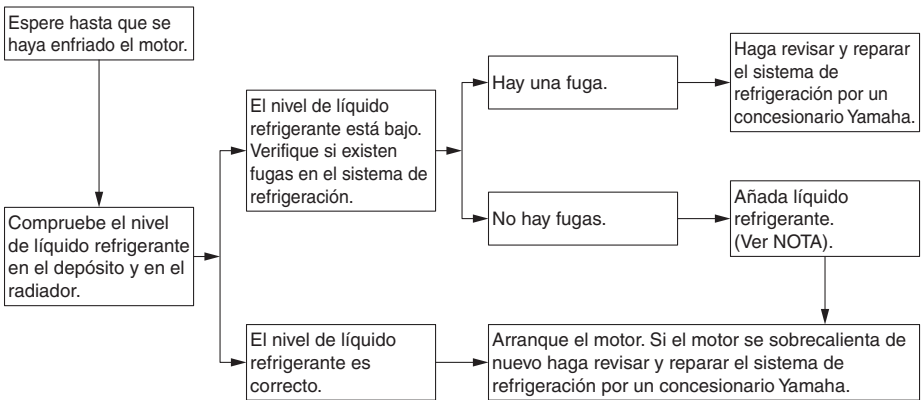 Espere hasta que se
haya enfriado el motor.
Compruebe el nivel
de líquido refrigerante
en el depósito y en el
radiador.
El nivel de líquido
refrigerante está bajo.
Verifique si existen
fugas en el sistema de
refrigeración.
Hay una fuga.
Haga revisar y reparar
el sistema de
refrigeración por un
concesionario Yamaha.
No hay fugas.
Añada líquido
refrigerante.
(Ver NOTA).
El nivel de líquido
refrigerante es
correcto.
Arranque el motor. Si el motor se sobrecalienta de
nuevo haga revisar y reparar el sistema de
refrigeración por un concesionario Yamaha.